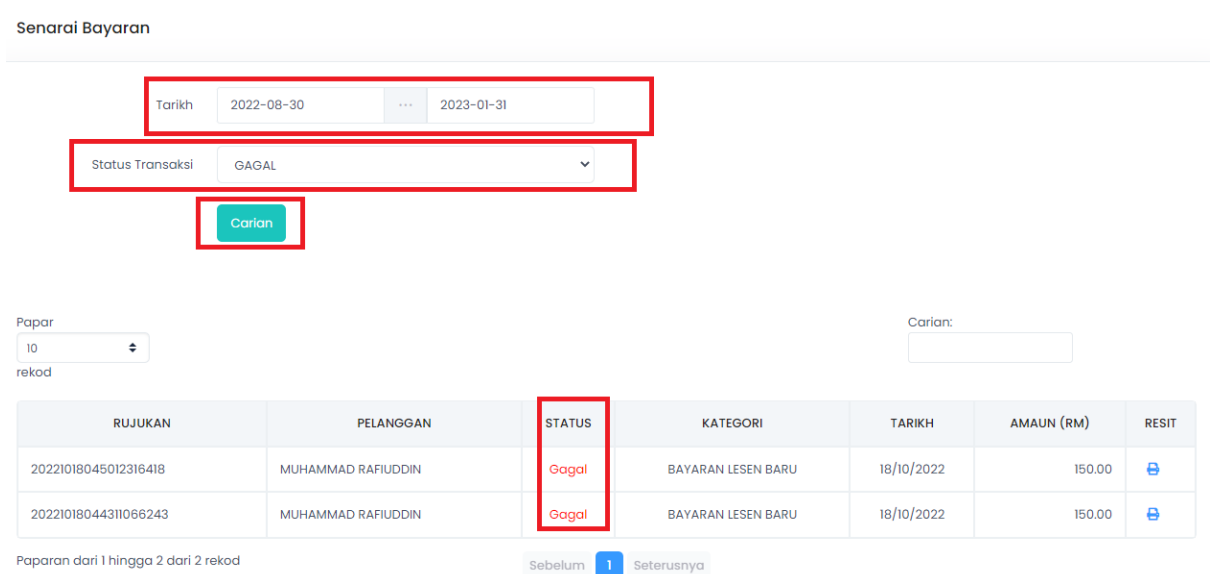 Senarai Bayaran
Tarikh 2022-08-30 ... 2023-01-31
Status Transaksi GAGAL
Carian
Papar
10
rekod
Carian:
RUJUKAN PELANGGAN STATUS KATEGORI TARIKH AMAUN (RM) RESIT
20221018045012316418 MUHAMMAD RAFIUDDIN Gagal BAYARAN LESEN BARU 18/10/2022 150.00
20221018044311066243 MUHAMMAD RAFIUDDIN Gagal BAYARAN LESEN BARU 18/10/2022 150.00
Paparan dari 1 hingga 2 dari 2 rekod
Sebelum 1 Seterusnya